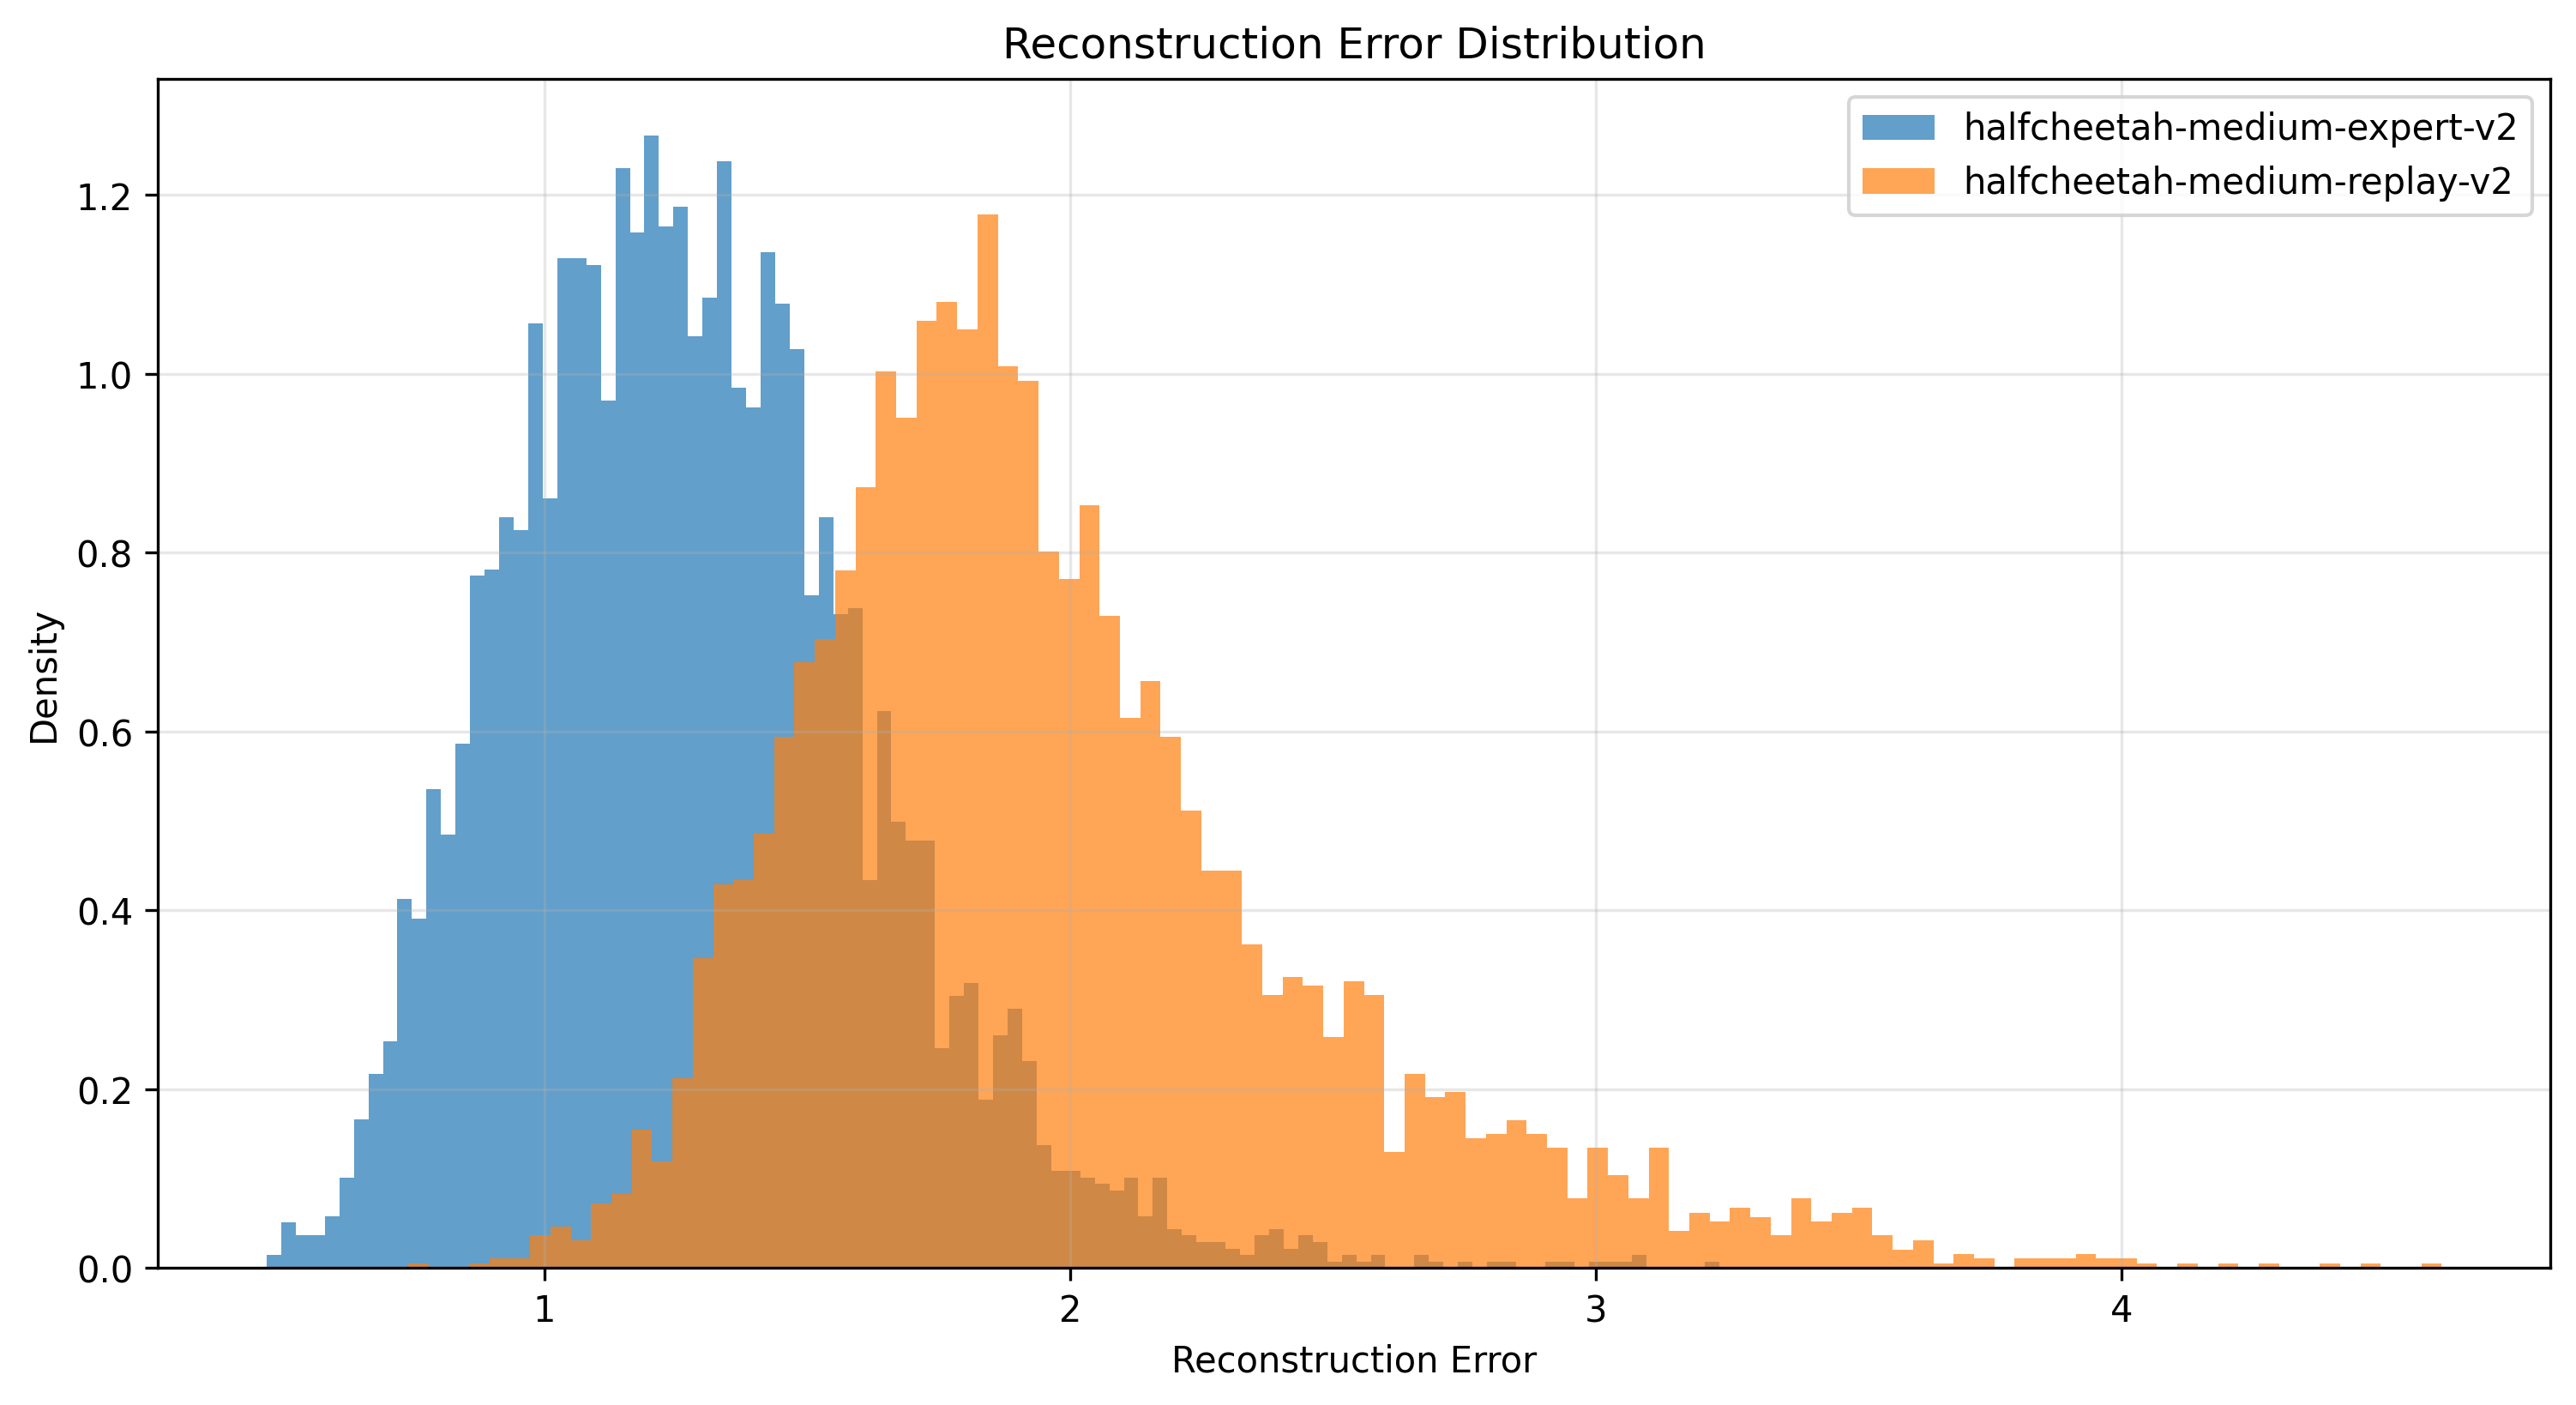 Reconstruction Error Distribution
halfcheetah-medium-expert-v2
halfcheetah-medium-replay-v2
1.2
1.0
0.8
0.6
0.4
0.2
0.0
Density
1 2 3 4
Reconstruction Error